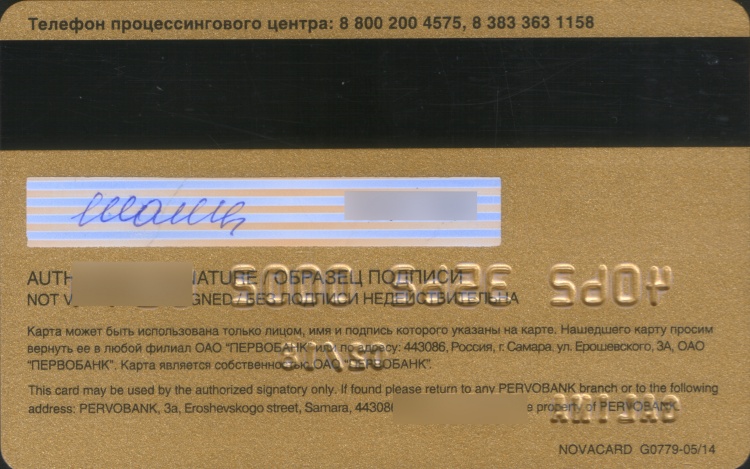 Телефон процессингового центра: 8 800 200 4575, 8 383 363 1158
NATURE / ОБРАЗЕЦ ПОДПИСИ
NOT V GNED / БЕЗ ПОДПИСИ НЕДЕЙСТВИТЕЛЬНА
Карта может быть использована только лицом, имя и подпись которого указаны на карте. Нашедшего карту просим
вернуть ее в любой филиал ОАО "ПЕРВОБАНК" или по адресу: 443086, Россия, г. Самара, ул. Ерошевского, 3А, ОАО
"ПЕРВОБАНК". Карта является собственностью ОАО "ПЕРВОБАНК".
This card may be used by the authorized signatory only. If found please return to any PERVOBANK branch or to the following
address: PERVOBANK, 3a, Eroshevskogo street, Samara, 443086 e property of PERVOBANK.
NOVACARD G0779-05/14